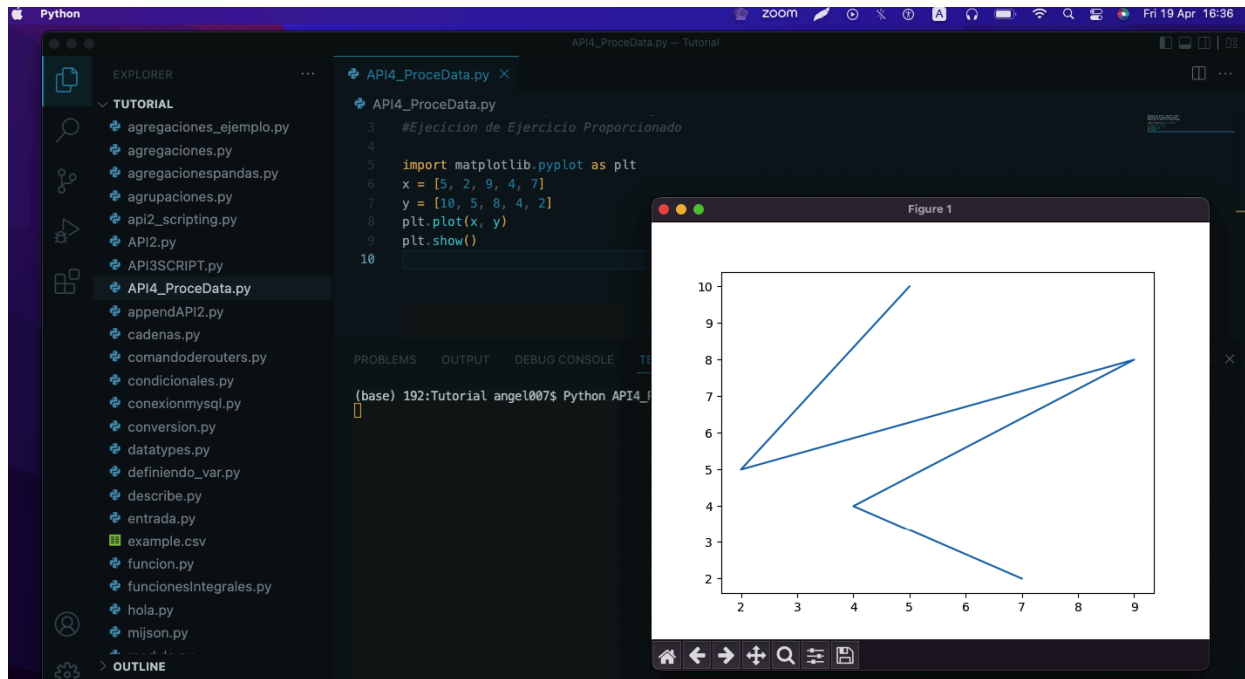 Python
zoom
A
Fri 19 Apr 16:36
API4_ProceData.py — Tutorial
EXPLORER
...
API4_ProceData.py ×
TUTORIAL
API4_ProceData.py
agregaciones_ejemplo.py
agregaciones.py
agregacionespandas.py
agrupaciones.py
api2_scripting.py
API2.py
API3SCRIPT.py
API4_ProceData.py
appendAPI2.py
cadenas.py
comandoderouters.py
condicionales.py
conexionmysql.py
conversion.py
datatypes.py
definiendo_var.py
describe.py
entrada.py
example.csv
funcion.py
funcionesIntegrales.py
hola.py
mijson.py
OUTLINE
3 #Ejecicion de Ejercicio Proporcionado
4
5 import matplotlib.pyplot as plt
6 x = [5, 2, 9, 4, 7]
7 y = [10, 5, 8, 4, 2]
8 plt.plot(x, y)
9 plt.show()
10
PROBLEMS OUTPUT DEBUG CONSOLE TE
(base) 192:Tutorial angel007$ Python API4_
Figure 1
10
9
8
7
6
5
4
3
2
2 3 4 5 6 7 8 9